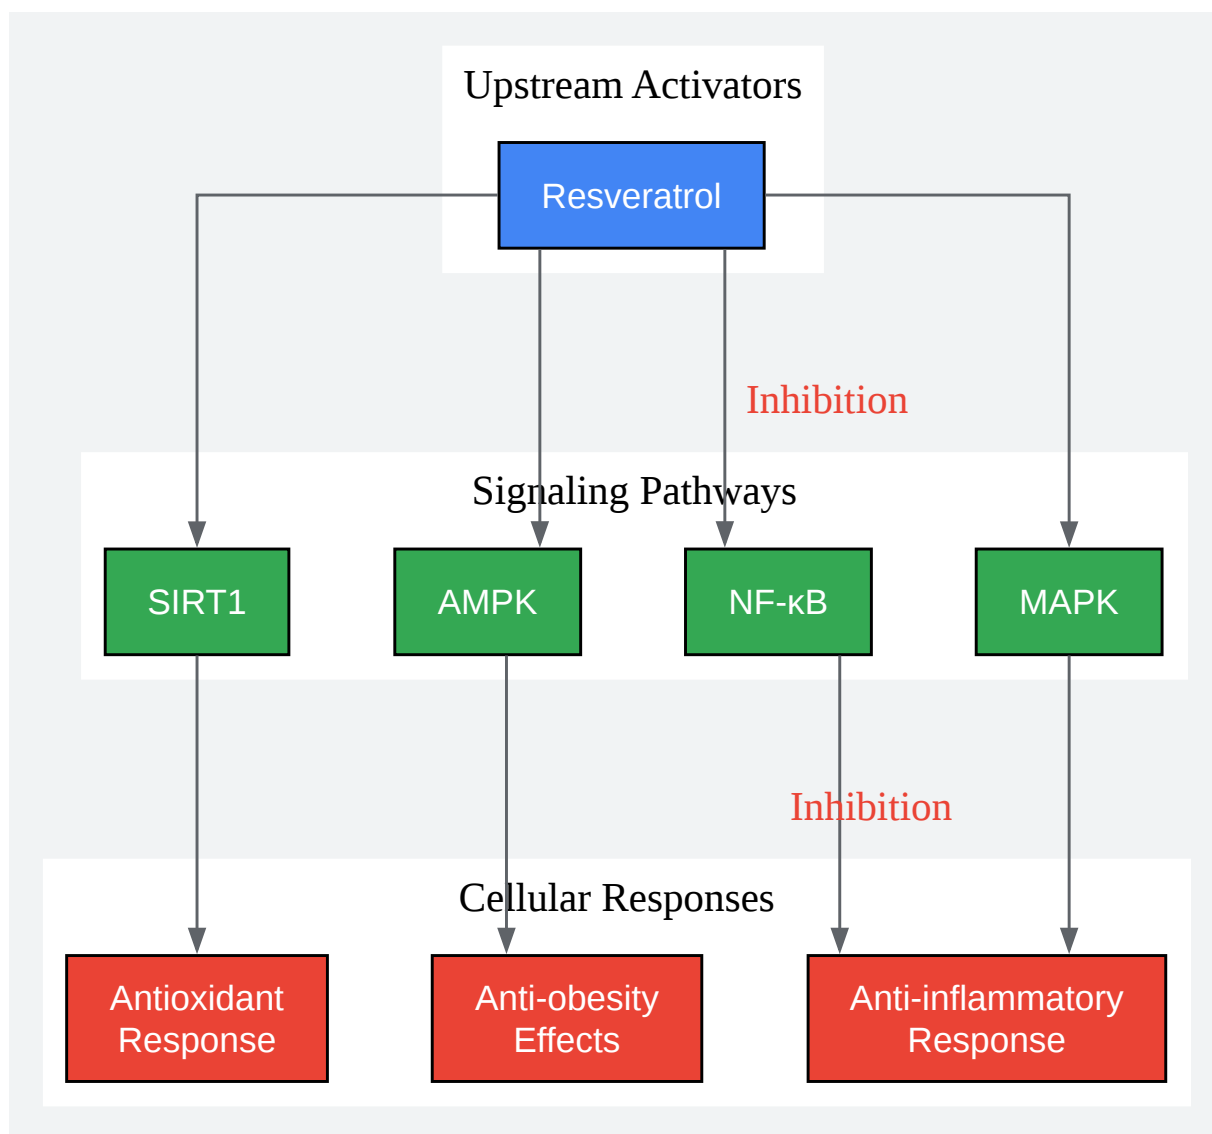 Upstream Activators
Resveratrol
Inhibition
Signaling Pathways
SIRT1
AMPK
NF-κB
MAPK
Inhibition
Cellular Responses
Antioxidant
Response
Anti-obesity
Effects
Anti-inflammatory
Response